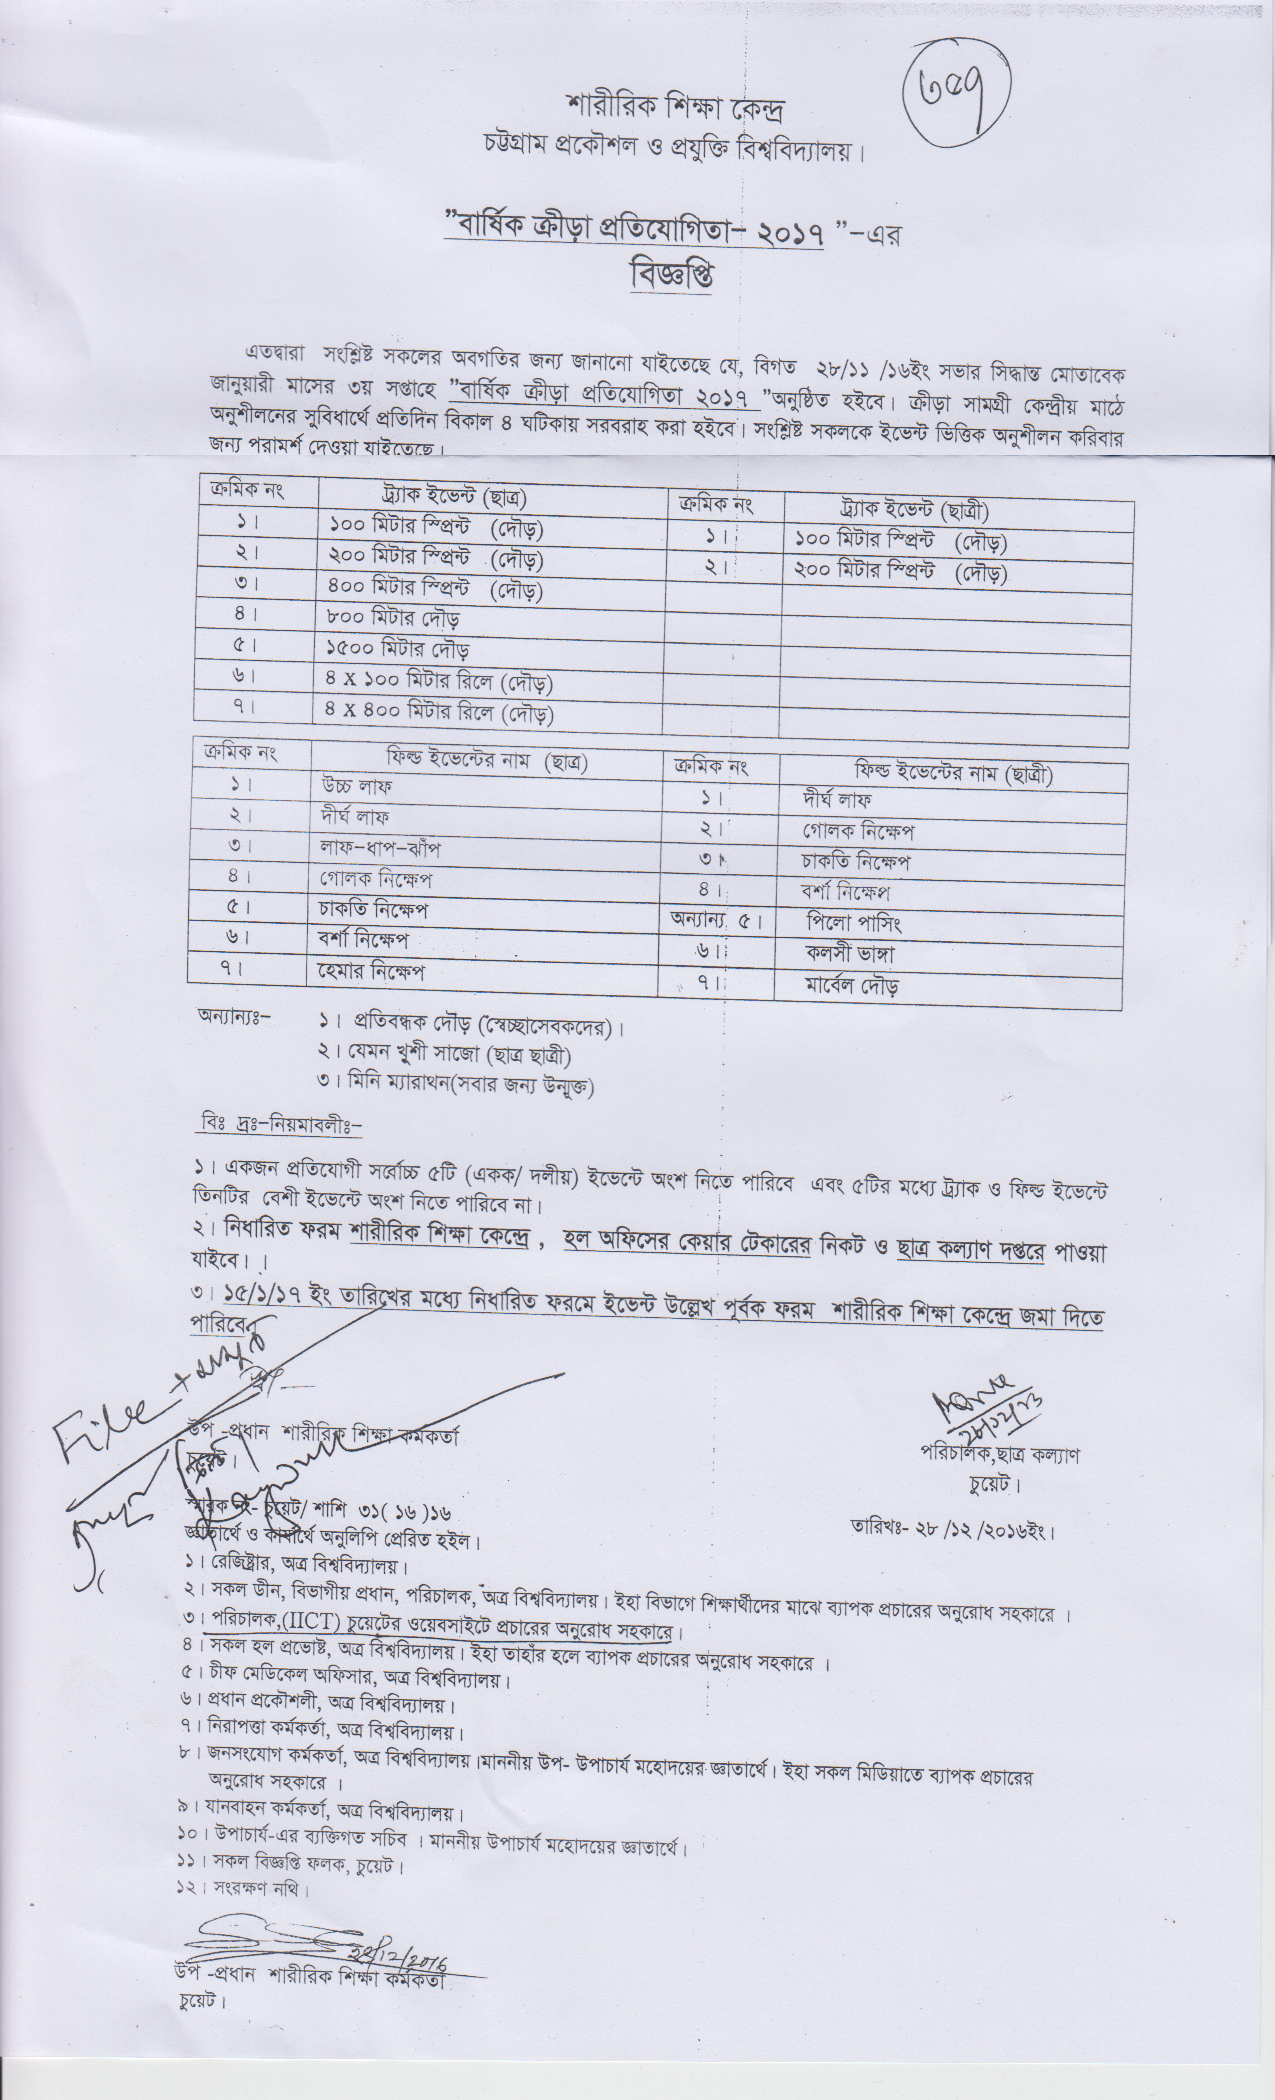 ৩৫৭
শারীরিক শিক্ষা কেন্দ্র
চট্টগ্রাম প্রকৌশল ও প্রযুক্তি বিশ্ববিদ্যালয়।
”বার্ষিক ক্রীড়া প্রতিযোগিতা- ২০১৭ ”-এর
বিজ্ঞপ্তি
এতদ্বারা সংশ্লিষ্ট সকলের অবগতির জন্য জানানো যাইতেছে যে, বিগত ২৮/১১ /১৬ইং সভার সিদ্ধান্ত মোতাবেক
জানুয়ারী মাসের ৩য় সপ্তাহে ”বার্ষিক ক্রীড়া প্রতিযোগিতা ২০১৭ ”অনুষ্ঠিত হইবে। ক্রীড়া সামগ্রী কেন্দ্রীয় মাঠে
অনুশীলনের সুবিধার্থে প্রতিদিন বিকাল ৪ ঘটিকায় সরবরাহ করা হইবে। সংশ্লিষ্ট সকলকে ইভেন্ট ভিত্তিক অনুশীলন করিবার
জন্য পরামর্শ দেওয়া যাইতেছে।
ক্রমিক নং ট্র্যাক ইভেন্ট (ছাত্র) ক্রমিক নং ট্র্যাক ইভেন্ট (ছাত্রী)
১। ১০০ মিটার স্প্রিন্ট (দৌড়) ১। ১০০ মিটার স্প্রিন্ট (দৌড়)
২। ২০০ মিটার স্প্রিন্ট (দৌড়) ২। ২০০ মিটার স্প্রিন্ট (দৌড়)
৩। ৪০০ মিটার স্প্রিন্ট (দৌড়)
৪। ৮০০ মিটার দৌড়
৫। ১৫০০ মিটার দৌড়
৬। ৪ X ১০০ মিটার রিলে (দৌড়)
৭। ৪ X ৪০০ মিটার রিলে (দৌড়)
ক্রমিক নং ফিল্ড ইভেন্টের নাম (ছাত্র) ক্রমিক নং ফিল্ড ইভেন্টের নাম (ছাত্রী)
১। উচ্চ লাফ ১। দীর্ঘ লাফ
২। দীর্ঘ লাফ ২। গোলক নিক্ষেপ
৩। লাফ-ধাপ-ঝাঁপ ৩। চাকতি নিক্ষেপ
৪। গোলক নিক্ষেপ ৪। বর্শা নিক্ষেপ
৫। চাকতি নিক্ষেপ অন্যান্য ৫। পিলো পাসিং
৬। বর্শা নিক্ষেপ ৬। কলসী ভাঙ্গা
৭। হেমার নিক্ষেপ ৭। মার্বেল দৌড়
অন্যান্যঃ- ১। প্রতিবন্ধক দৌড় (স্বেচ্ছাসেবকদের)।
২। যেমন খুশী সাজো (ছাত্র ছাত্রী)
৩। মিনি ম্যারাথন(সবার জন্য উন্মুক্ত)
বিঃ দ্রঃ-নিয়মাবলীঃ-
১। একজন প্রতিযোগী সর্বোচ্চ ৫টি (একক/ দলীয়) ইভেন্টে অংশ নিতে পারিবে এবং ৫টির মধ্যে ট্র্যাক ও ফিল্ড ইভেন্টে
তিনটির বেশী ইভেন্টে অংশ নিতে পারিবে না।
২। নির্ধারিত ফরম শারীরিক শিক্ষা কেন্দ্রে , হল অফিসের কেয়ার টেকারের নিকট ও ছাত্র কল্যাণ দপ্তরে পাওয়া
যাইবে। ।
৩। ১৫/১/১৭ ইং তারিখের মধ্যে নির্ধারিত ফরমে ইভেন্ট উল্লেখ পূর্বক ফরম শারীরিক শিক্ষা কেন্দ্রে জমা দিতে
পারিবে
File +
২৮/১২/১৬
উপ -প্রধান শারীরিক শিক্ষা কর্মকর্তা
চুয়েট।
পরিচালক,ছাত্র কল্যাণ
চুয়েট।
স্মারক নং- চুয়েট/ শাশি ৩১( ১৬ )১৬
তারিখঃ- ২৮ /১২ /২০১৬ইং।
জ্ঞাতার্থে ও কার্যার্থে অনুলিপি প্রেরিত হইল।
১। রেজিষ্ট্রার, অত্র বিশ্ববিদ্যালয়।
২। সকল ডীন, বিভাগীয় প্রধান, পরিচালক, অত্র বিশ্ববিদ্যালয়। ইহা বিভাগে শিক্ষার্থীদের মাঝে ব্যাপক প্রচারের অনুরোধ সহকারে ।
৩। পরিচালক,(IICT) চুয়েটের ওয়েবসাইটে প্রচারের অনুরোধ সহকারে।
৪। সকল হল প্রভোষ্ট, অত্র বিশ্ববিদ্যালয়। ইহা তাহাঁর হলে ব্যাপক প্রচারের অনুরোধ সহকারে ।
৫। চীফ মেডিকেল অফিসার, অত্র বিশ্ববিদ্যালয়।
৬। প্রধান প্রকৌশলী, অত্র বিশ্ববিদ্যালয়।
৭। নিরাপত্তা কর্মকর্তা, অত্র বিশ্ববিদ্যালয়।
৮। জনসংযোগ কর্মকর্তা, অত্র বিশ্ববিদ্যালয়।মাননীয় উপ- উপাচার্য মহোদয়ের জ্ঞাতার্থে। ইহা সকল মিডিয়াতে ব্যাপক প্রচারের
অনুরোধ সহকারে ।
৯। যানবাহন কর্মকর্তা, অত্র বিশ্ববিদ্যালয়।
১০। উপাচার্য-এর ব্যক্তিগত সচিব । মাননীয় উপাচার্য মহোদয়ের জ্ঞাতার্থে।
১১। সকল বিজ্ঞপ্তি ফলক, চুয়েট।
১২। সংরক্ষণ নথি।
২৮/12/2016
উপ -প্রধান শারীরিক শিক্ষা কর্মকর্তা
চুয়েট।